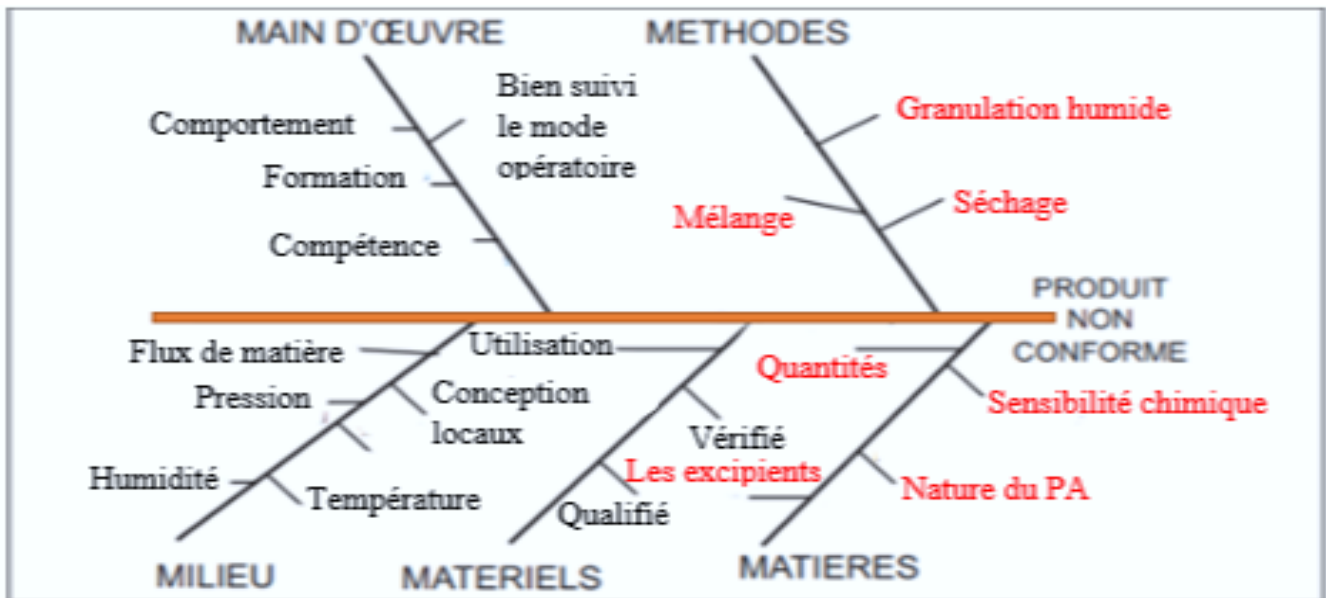 MAIN D'ŒUVRE
METHODES
Bien suivi
le mode
opératoire
Comportement
Formation
Compétence
Granulation humide
Mélange
Séchage
PRODUIT
NON
CONFORME
Flux de matière
Utilisation
Quantités
Pression
Conception
locaux
Sensibilité chimique
Vérifié
Humidité
Température
Les excipients
Qualifié
Nature du PA
MILIEU
MATERIELS
MATIERES